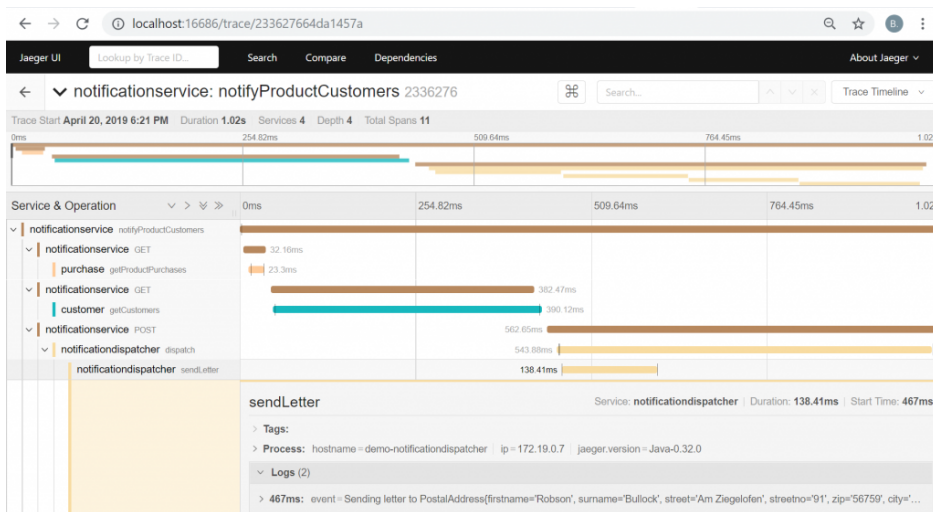 localhost:16686/trace/233627664da1457a
B.
Jaeger UI Lookup by Trace ID... Search Compare Dependencies About Jaeger
notificationservice: notifyProductCustomers 2336276 Search... Trace Timeline
Trace Start April 20, 2019 6:21 PM Duration 1.02s Services 4 Depth 4 Total Spans 11
0ms 254.82ms 509.64ms 764.45ms 1.02
Service & Operation 0ms 254.82ms 509.64ms 764.45ms 1.02
notificationservice notifyProductCustomers
notificationservice GET 32.16ms
purchase getProductPurchases 23.3ms
notificationservice GET 382.47ms
customer getCustomers 390.12ms
notificationservice POST 562.65ms
notificationdispatcher dispatch 543.88ms
notificationdispatcher sendLetter 138.41ms
sendLetter Service: notificationdispatcher Duration: 138.41ms Start Time: 467ms
Tags:
Process: hostname = demo-notificationdispatcher ip = 172.19.0.7 jaeger.version = Java-0.32.0
Logs (2)
467ms: event = Sending letter to PostalAddress{firstname='Robson', surname='Bullock', street='Am Ziegelofen', streetno='91', zip='56759', city='...